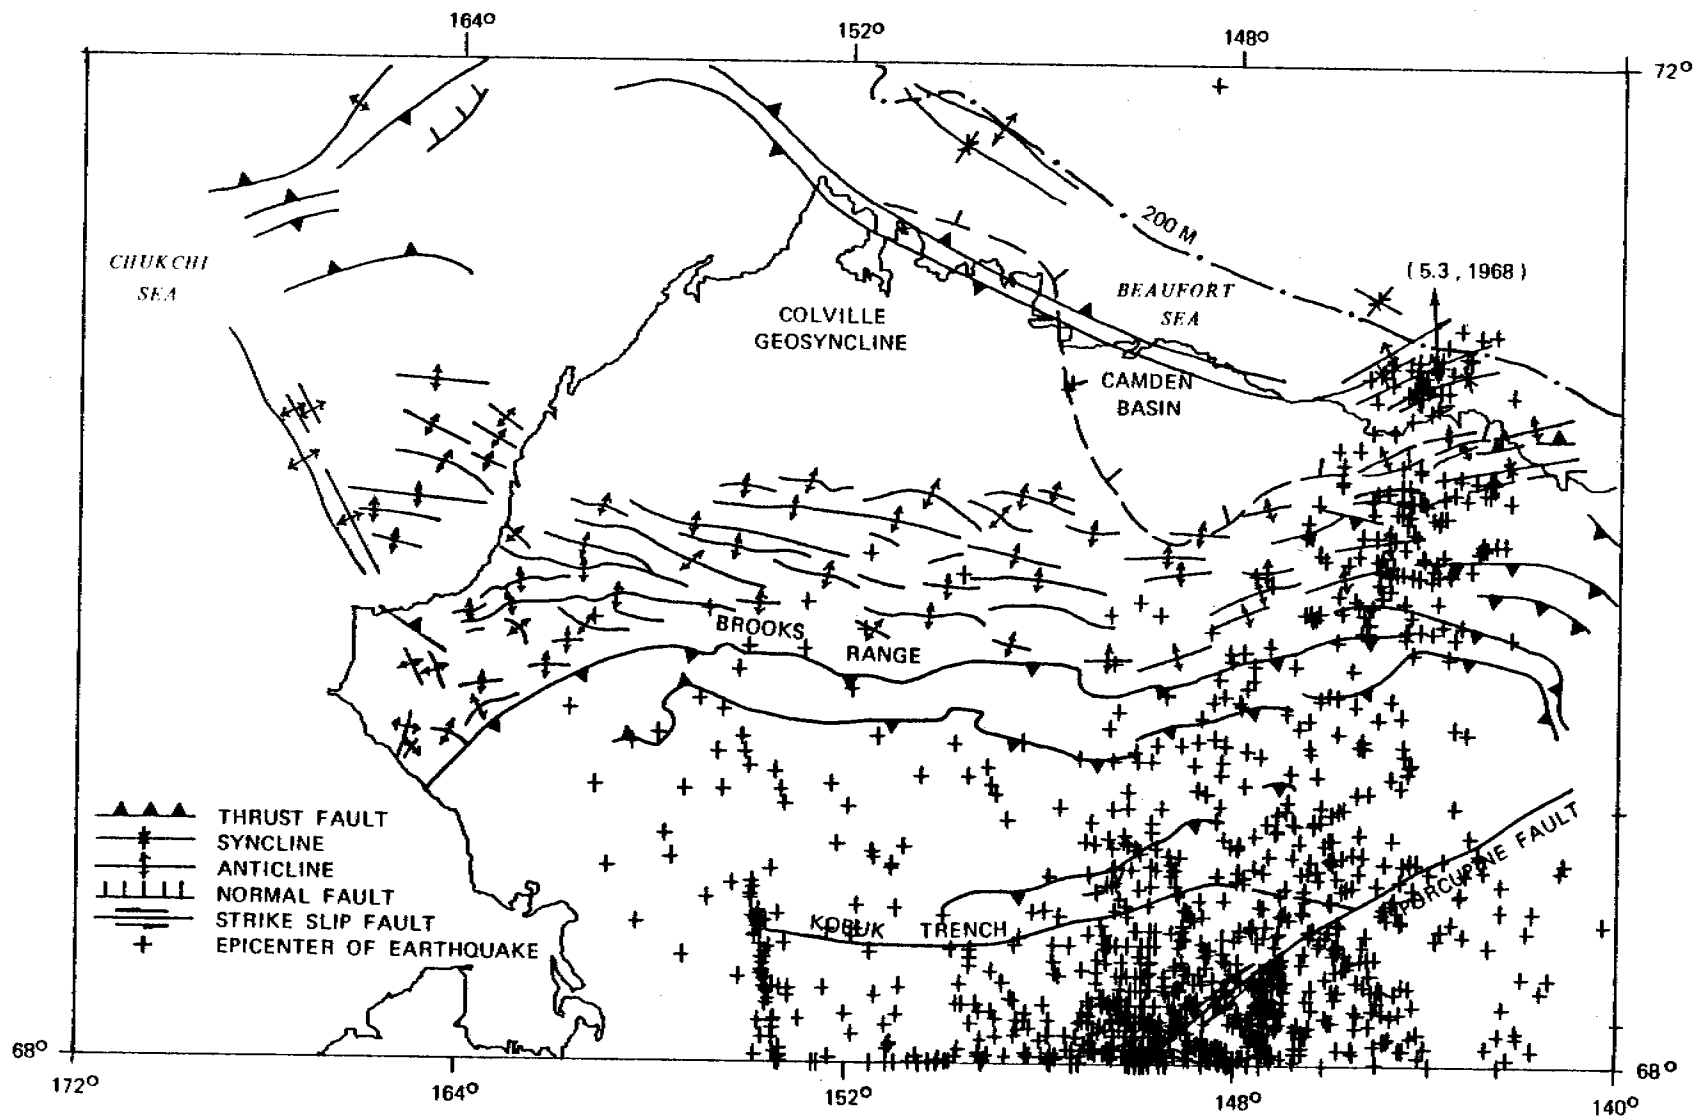 164°
152°
148°
72°
200 M
CHUKCHI
SEA
(5.3, 1968)
BEAUFORT
SEA
COLVILLE
GEOSYNCLINE
CAMDEN
BASIN
BROOKS
RANGE
THRUST FAULT
SYNCLINE
ANTICLINE
NORMAL FAULT
STRIKE SLIP FAULT
EPICENTER OF EARTHQUAKE
PORCUPINE FAULT
KOBUK TRENCH
68°
68°
172°
164°
152°
148°
140°